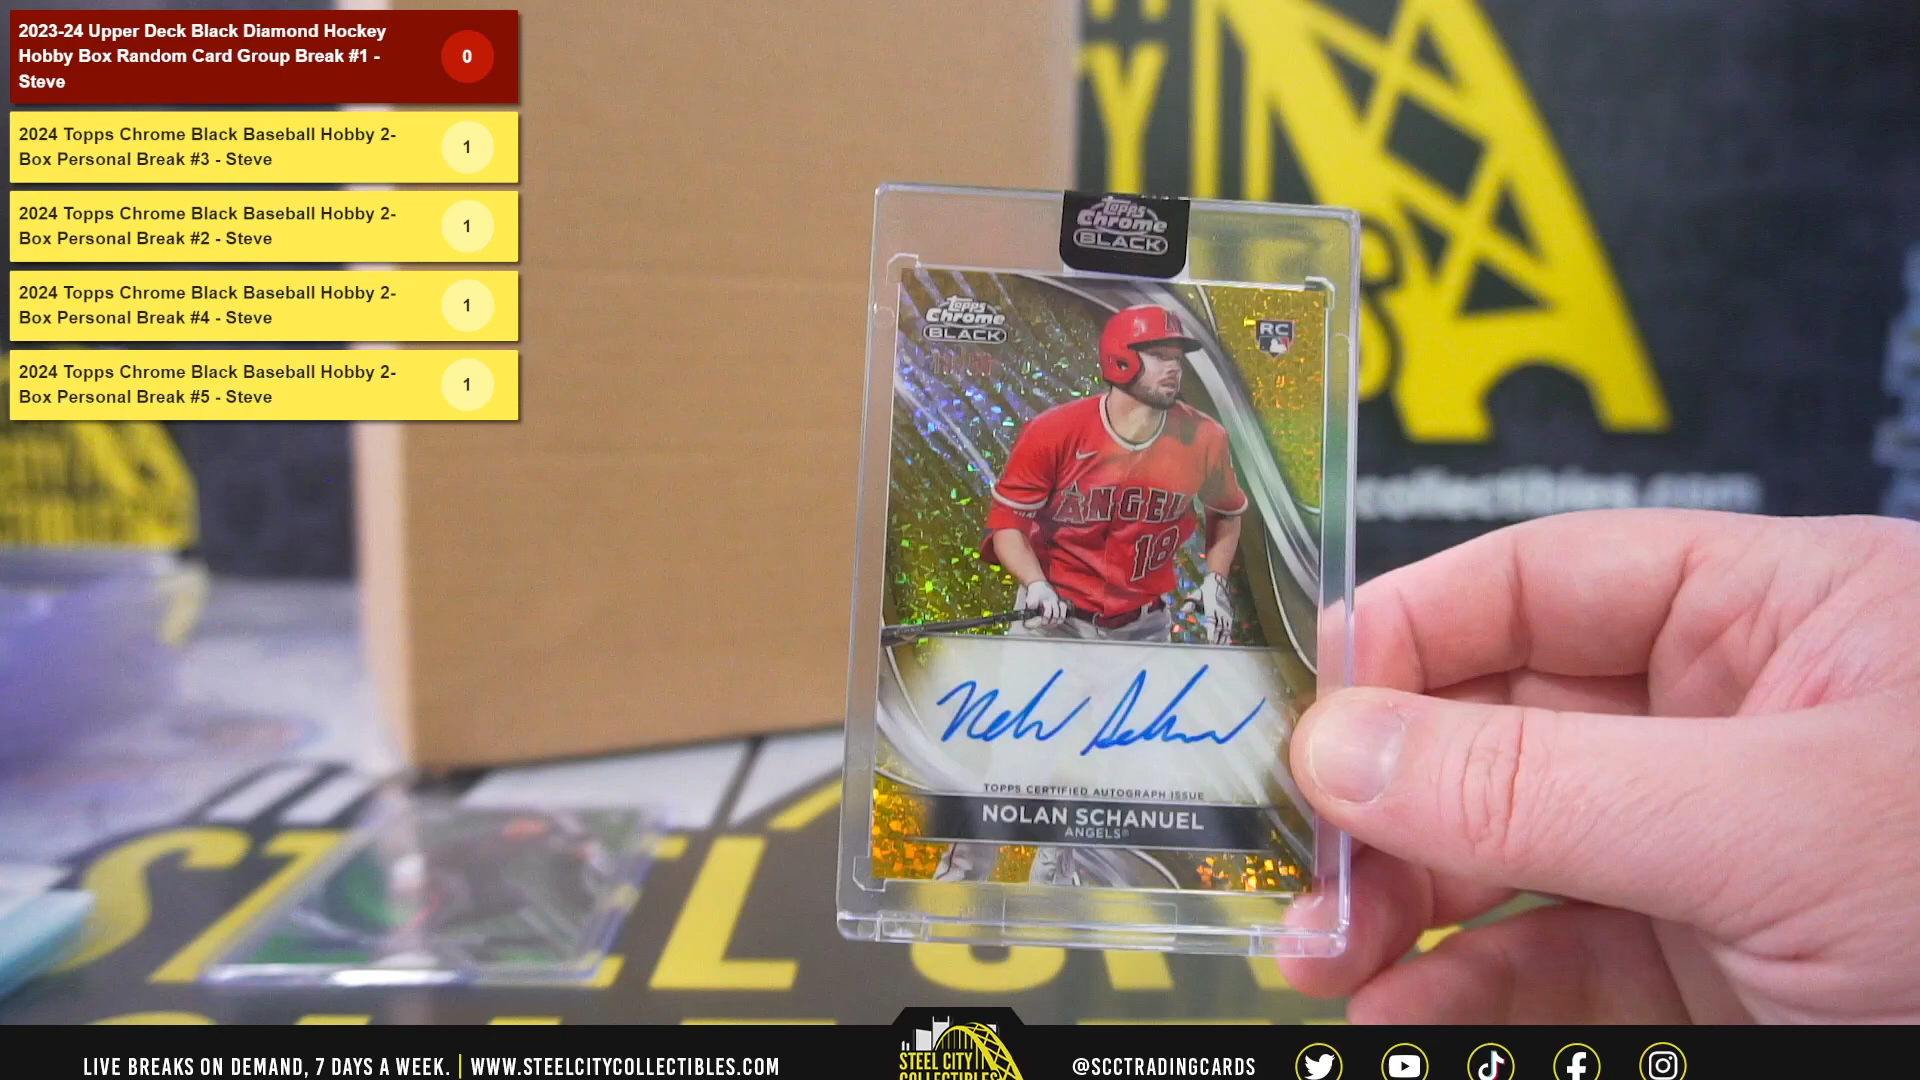 2023-24 Upper Deck Black Diamond Hockey
Hobby Box Random Card Group Break #1 -
Steve
0
2024 Topps Chrome Black Baseball Hobby 2-
Box Personal Break #3 - Steve
1
2024 Topps Chrome Black Baseball Hobby 2-
Box Personal Break #2 - Steve
1
2024 Topps Chrome Black Baseball Hobby 2-
Box Personal Break #4 - Steve
1
2024 Topps Chrome Black Baseball Hobby 2-
Box Personal Break #5 - Steve
1
Topps
Chrome
BLACK
Topps
Chrome
BLACK
RC
ANGEL
18
TOPPS CERTIFIED AUTOGRAPH ISSUE
NOLAN SCHANUEL
ANGELS®
collectibles.com
LIVE BREAKS ON DEMAND, 7 DAYS A WEEK. | WWW.STEELCITYCOLLECTIBLES.COM
STEEL CITY
COLLECTIBLES
@SCCTRADINGCARDS